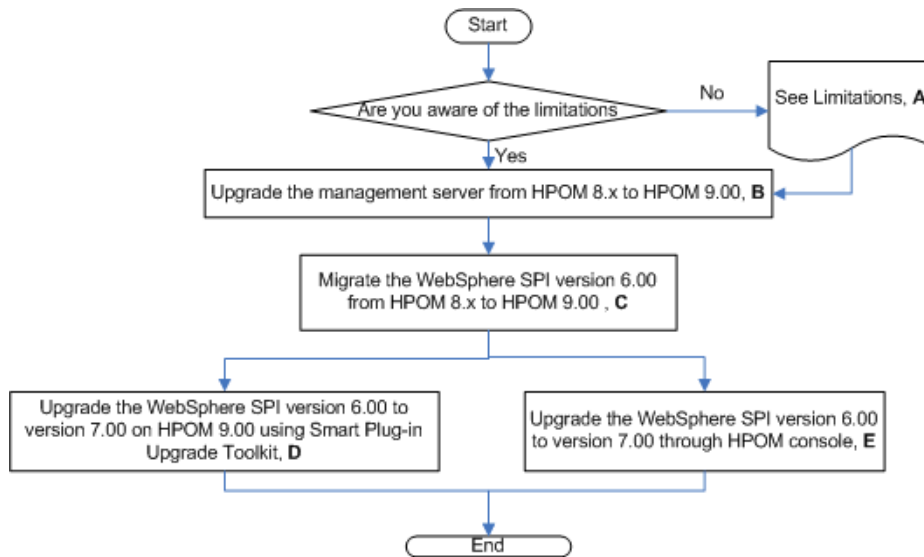 Start
Are you aware of the limitations
No
See Limitations, A
Yes
Upgrade the management server from HPOM 8.x to HPOM 9.00, B
Migrate the WebSphere SPI version 6.00
from HPOM 8.x to HPOM 9.00 , C
Upgrade the WebSphere SPI version 6.00 to
version 7.00 on HPOM 9.00 using Smart Plug-in
Upgrade Toolkit, D
Upgrade the WebSphere SPI version 6.00
to version 7.00 through HPOM console, E
End